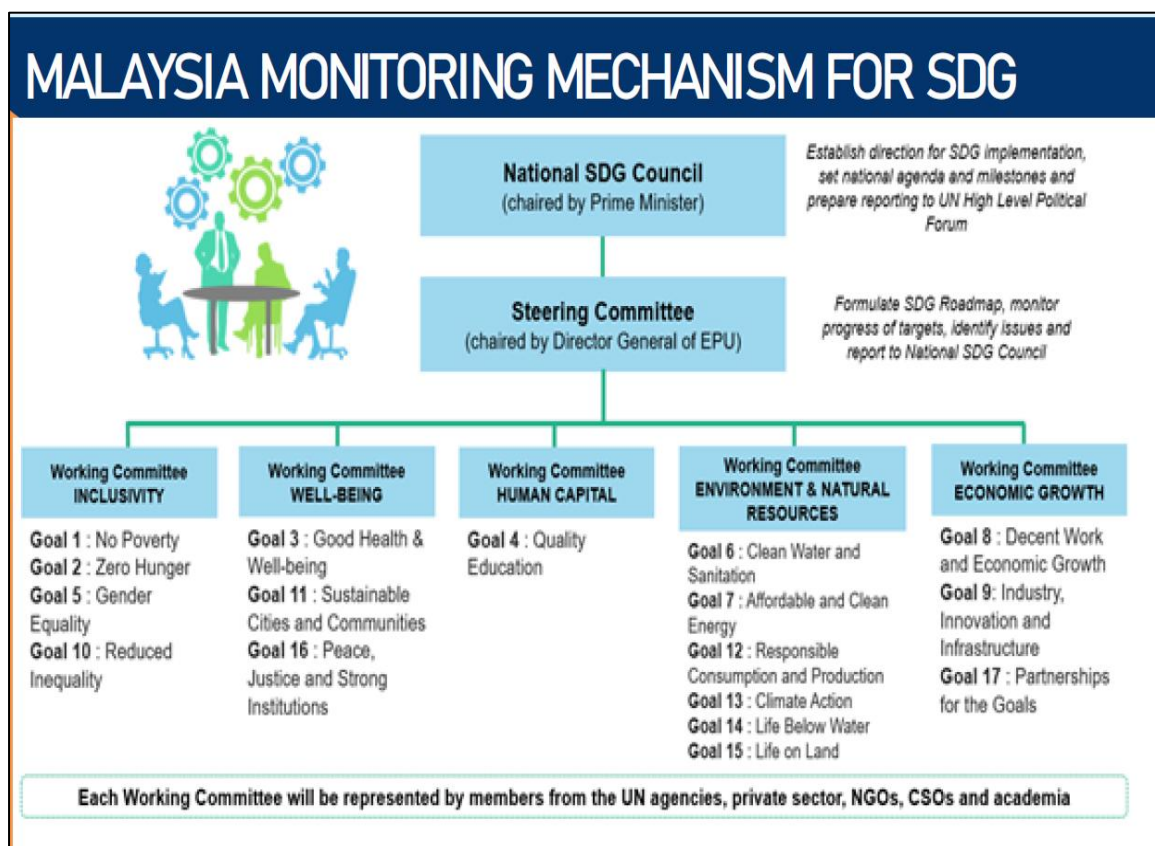 MALAYSIA MONITORING MECHANISM FOR SDG
National SDG Council
(chaired by Prime Minister)
Establish direction for SDG implementation,
set national agenda and milestones and
prepare reporting to UN High Level Political
Forum
Steering Committee
(chaired by Director General of EPU)
Formulate SDG Roadmap, monitor
progress of targets, identify issues and
report to National SDG Council
Working Committee
INCLUSIVITY
Goal 1 : No Poverty
Goal 2 : Zero Hunger
Goal 5 : Gender
Equality
Goal 10 : Reduced
Inequality
Working Committee
WELL-BEING
Goal 3 : Good Health &
Well-being
Goal 11 : Sustainable
Cities and Communities
Goal 16 : Peace,
Justice and Strong
Institutions
Working Committee
HUMAN CAPITAL
Goal 4 : Quality
Education
Working Committee
ENVIRONMENT & NATURAL
RESOURCES
Goal 6 : Clean Water and
Sanitation
Goal 7 : Affordable and Clean
Energy
Goal 12 : Responsible
Consumption and Production
Goal 13 : Climate Action
Goal 14 : Life Below Water
Goal 15 : Life on Land
Working Committee
ECONOMIC GROWTH
Goal 8 : Decent Work
and Economic Growth
Goal 9: Industry,
Innovation and
Infrastructure
Goal 17 : Partnerships
for the Goals
Each Working Committee will be represented by members from the UN agencies, private sector, NGOs, CSOs and academia